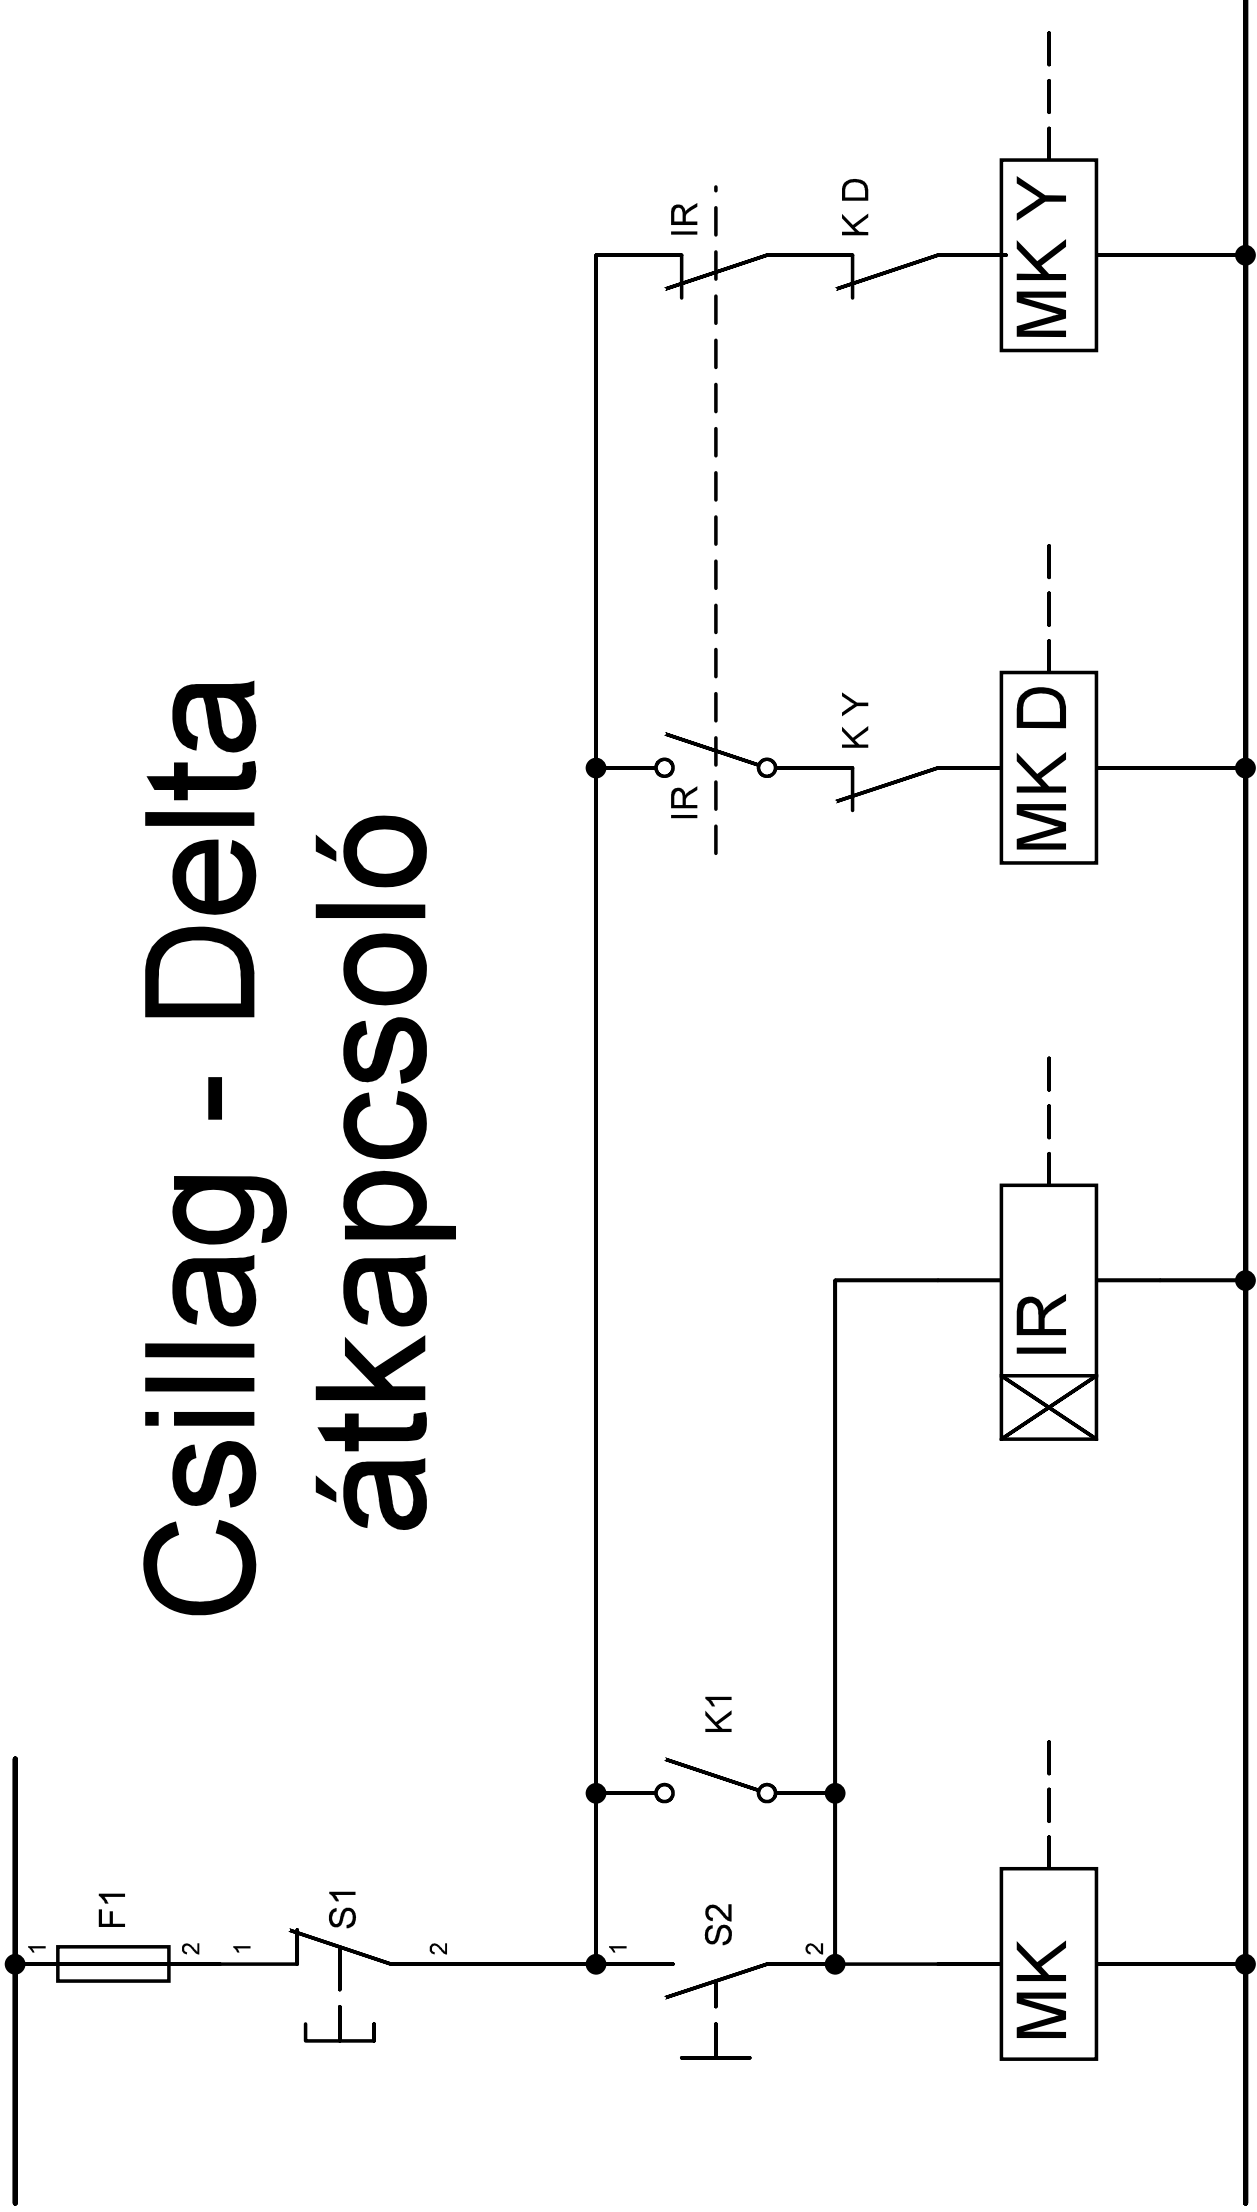 Csillag - Delta
átkapcsoló
1
F1
2
1
S1
2
1
S2
2
K1
IR
K Y
IR
K D
MK
IR
MK D
MK Y